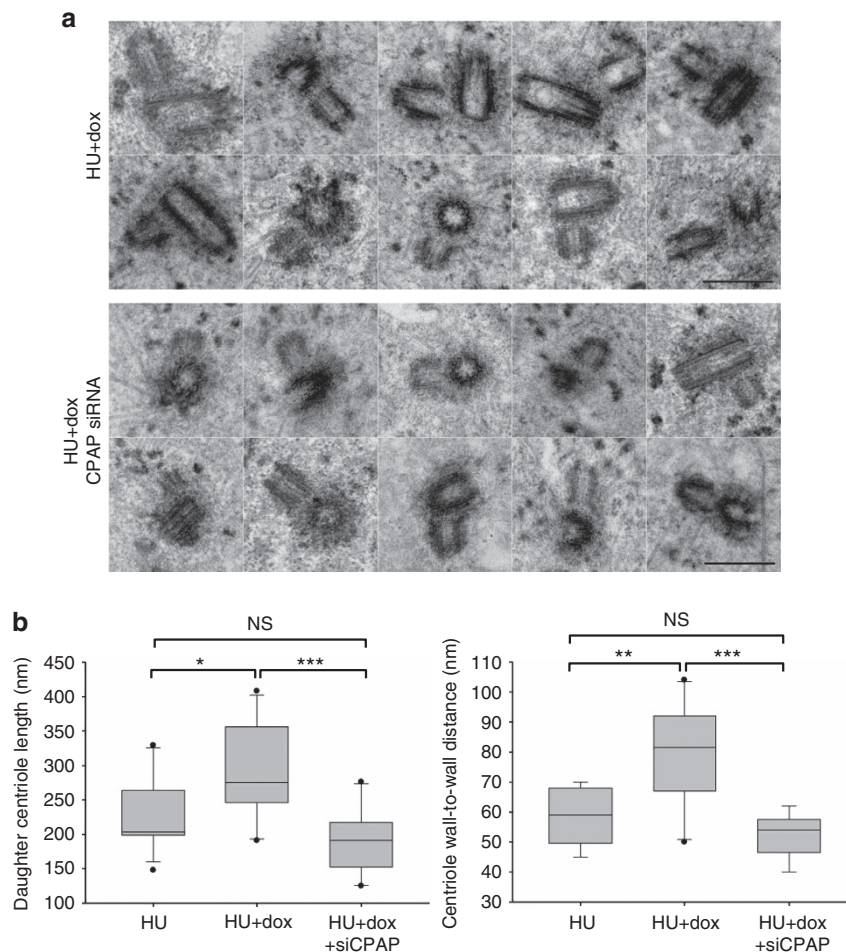 a
HU+dox
HU+dox
CPAP siRNA
b
NS
*
***
Daughter centriole length (nm)
450
400
350
300
250
200
150
100
HU
HU+dox
HU+dox
+siCPAP
NS
**
***
Centriole wall-to-wall distance (nm)
110
100
90
80
70
60
50
40
30
HU
HU+dox
HU+dox
+siCPAP